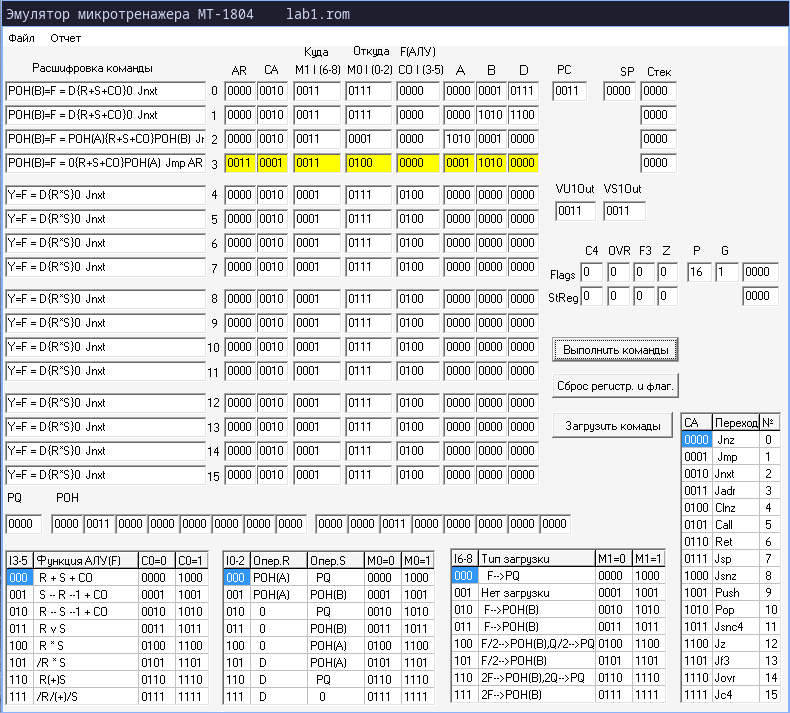 Эмулятор микротренажера МТ-1804 lab1.rom
Файл Отчет
Куда Откуда F(АЛУ)
Расшифровка команды AR CA M1 I (6-8) M0 I (0-2) C0 I (3-5) A B D PC SP Стек
РОН(B)=F = D{R+S+CO}0 Jnxt 0 0000 0010 0011 0111 0000 0000 0001 0111 0011 0000 0000
РОН(B)=F = D{R+S+CO}0 Jnxt 1 0000 0010 0011 0111 0000 0000 1010 1100 0000
РОН(B)=F = РОН(A){R+S+CO}РОН(B) Jr 2 0000 0010 0011 0001 0000 1010 0001 0000 0000
РОН(B)=F = 0{R+S+CO}РОН(A) Jmp AR 3 0011 0001 0011 0100 0000 0001 1010 0000 0000
Y=F = D{R*S}0 Jnxt 4 0000 0010 0001 0111 0100 0000 0000 0000
VU1Out VS1Out
Y=F = D{R*S}0 Jnxt 5 0000 0010 0001 0111 0100 0000 0000 0000 0011 0011
Y=F = D{R*S}0 Jnxt 6 0000 0010 0001 0111 0100 0000 0000 0000
C4 OVR F3 Z P G
Y=F = D{R*S}0 Jnxt 7 0000 0010 0001 0111 0100 0000 0000 0000
Flags 0 0 0 0 16 1 0000
StReg 0 0 0 0 0000
Y=F = D{R*S}0 Jnxt 8 0000 0010 0001 0111 0100 0000 0000 0000
Y=F = D{R*S}0 Jnxt 9 0000 0010 0001 0111 0100 0000 0000 0000
Y=F = D{R*S}0 Jnxt 10 0000 0010 0001 0111 0100 0000 0000 0000
Выполнить команды
Y=F = D{R*S}0 Jnxt 11 0000 0010 0001 0111 0100 0000 0000 0000
Сброс регистр. и флаг.
Y=F = D{R*S}0 Jnxt 12 0000 0010 0001 0111 0100 0000 0000 0000
Y=F = D{R*S}0 Jnxt 13 0000 0010 0001 0111 0100 0000 0000 0000
Загрузить комады
Y=F = D{R*S}0 Jnxt 14 0000 0010 0001 0111 0100 0000 0000 0000
Y=F = D{R*S}0 Jnxt 15 0000 0010 0001 0111 0100 0000 0000 0000
PQ РОН
0000 0000 0011 0000 0000 0000 0000 0000 0000 0000 0000 0011 0000 0000 0000 0000 0000
I3-5 Функция АЛУ(F) C0=0 C0=1
000 R + S + CO 0000 1000
001 S -- R --1 + CO 0001 1001
010 R -- S --1 + CO 0010 1010
011 R v S 0011 1011
100 R * S 0100 1100
101 /R * S 0101 1101
110 R(+)S 0110 1110
111 /R/(+)/S 0111 1111
I0-2 Опер.R Опер.S M0=0 M0=1
000 РОН(A) PQ 0000 1000
001 РОН(A) РОН(B) 0001 1001
010 0 PQ 0010 1010
011 0 РОН(B) 0011 1011
100 0 РОН(A) 0100 1100
101 D РОН(A) 0101 1101
110 D PQ 0110 1110
111 D 0 0111 1111
I6-8 Тип загрузки M1=0 M1=1
000 F-->PQ 0000 1000
001 Нет загрузки 0001 1001
010 F-->РОН(B) 0010 1010
011 F-->РОН(B) 0011 1011
100 F/2-->РОН(B),Q/2-->PQ 0100 1100
101 F/2-->РОН(B) 0101 1101
110 2F-->РОН(B),2Q-->PQ 0110 1110
111 2F-->РОН(B) 0111 1111
CA Переход №
0000 Jnz 0
0001 Jmp 1
0010 Jnxt 2
0011 Jadr 3
0100 Clnz 4
0101 Call 5
0110 Ret 6
0111 Jsp 7
1000 Jsnz 8
1001 Push 9
1010 Pop 10
1011 Jsnc4 11
1100 Jz 12
1101 Jf3 13
1110 Jovr 14
1111 Jc4 15